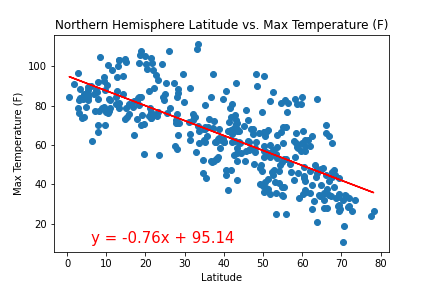 Northern Hemisphere Latitude vs. Max Temperature (F)
Max Temperature (F)
100
80
60
40
20
y = -0.76x + 95.14
0 10 20 30 40 50 60 70 80
Latitude